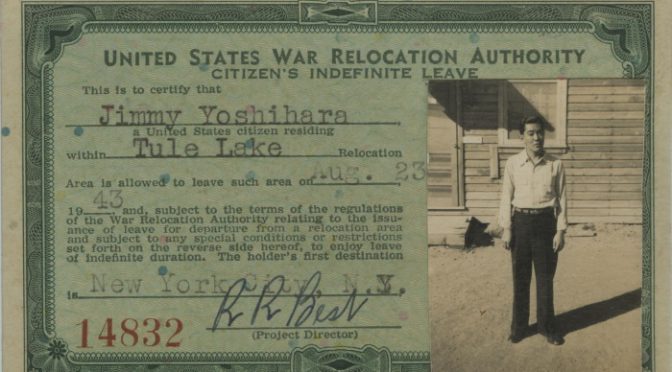 UNITED STATES WAR RELOCATION AUTHORITY
CITIZEN'S INDEFINITE LEAVE
This is to certify that
Jimmy Yoshihara
a United States citizen residing
within Tule Lake Relocation
Area is allowed to leave such area on Aug. 23
1943, and, subject to the terms of the regulations
of the War Relocation Authority relating to the issu-
ance of leave for departure from a relocation area
and subject to any special conditions or restrictions
set forth on the reverse side hereof, to enjoy leave
of indefinite duration. The holder's first destination
is New York City, N.Y.
R R Best
14832 (Project Director)